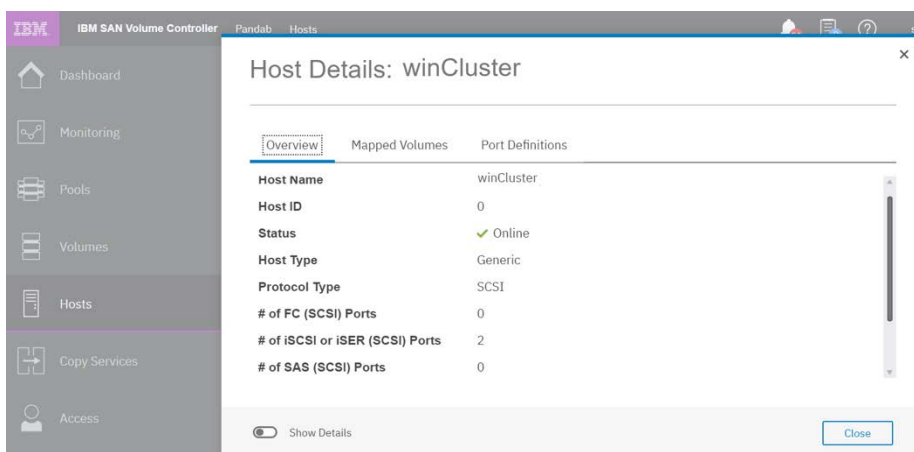 IBM IBM SAN Volume Controller Pandab Hosts
Host Details: winCluster
Dashboard
Monitoring
Pools
Volumes
Hosts
Copy Services
Access
Overview Mapped Volumes Port Definitions
Host Name winCluster
Host ID 0
Status Online
Host Type Generic
Protocol Type SCSI
# of FC (SCSI) Ports 0
# of iSCSI or iSER (SCSI) Ports 2
# of SAS (SCSI) Ports 0
Show Details Close